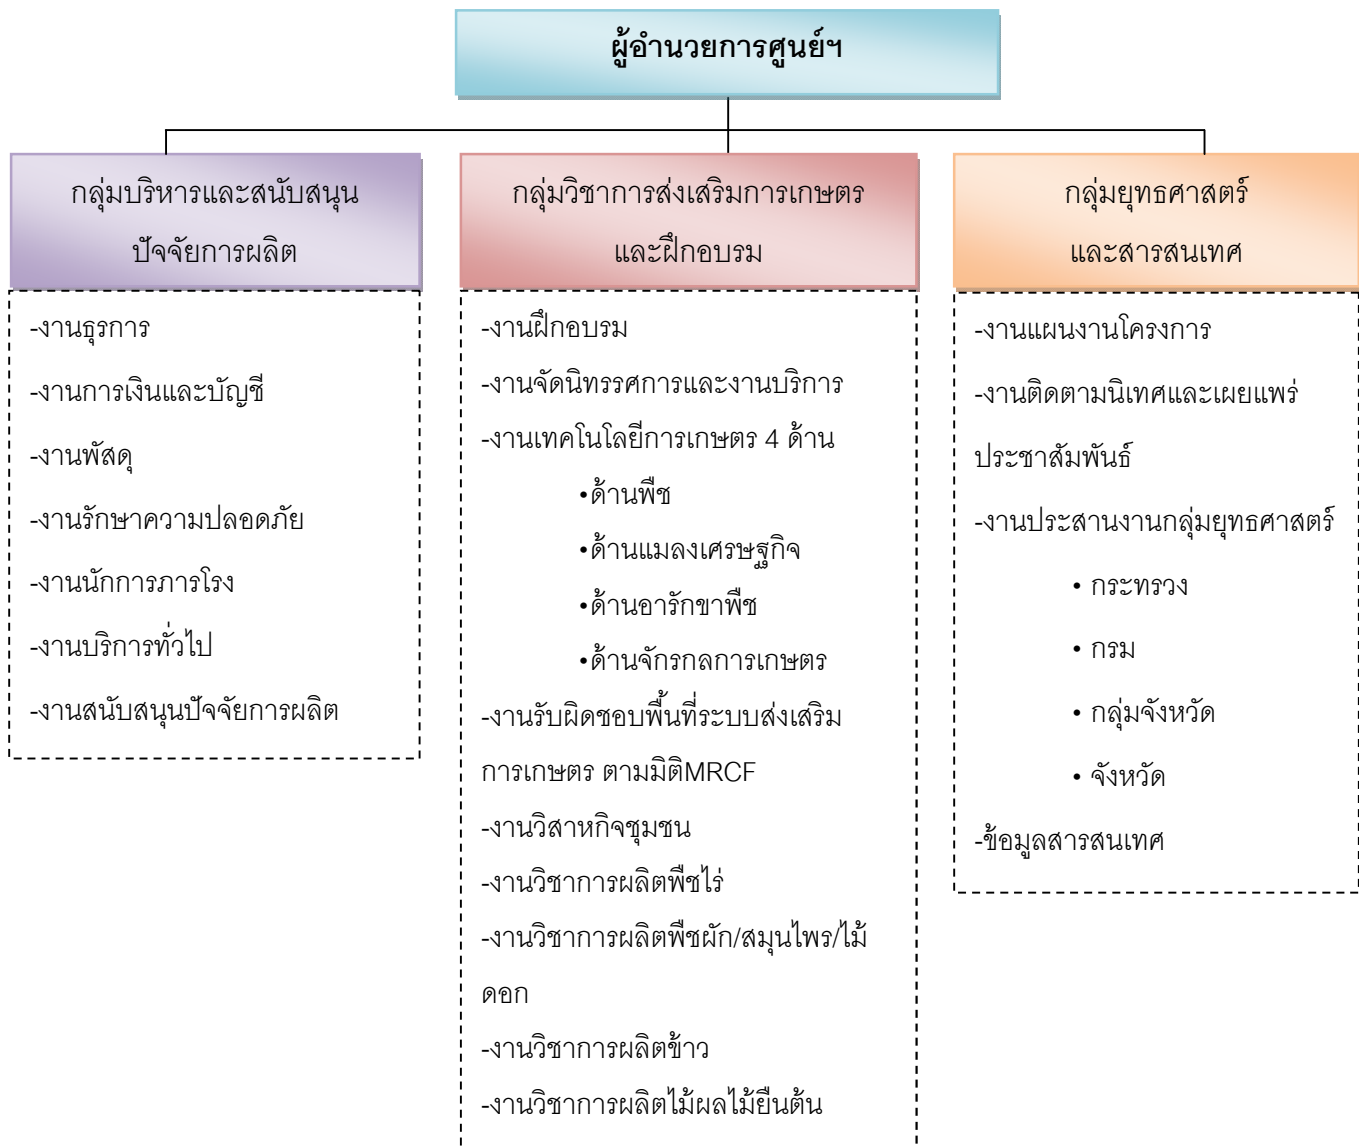 ผู้อำนวยการศูนย์ฯ
กลุ่มบริหารและสนับสนุน
ปัจจัยการผลิต
-งานธุรการ
-งานการเงินและบัญชี
-งานพัสดุ
-งานรักษาความปลอดภัย
-งานนักการภารโรง
-งานบริการทั่วไป
-งานสนับสนุนปัจจัยการผลิต
กลุ่มวิชาการส่งเสริมการเกษตร
และฝึกอบรม
-งานฝึกอบรม
-งานจัดนิทรรศการและงานบริการ
-งานเทคโนโลยีการเกษตร 4 ด้าน
•ด้านพืช
•ด้านแมลงเศรษฐกิจ
•ด้านอารักขาพืช
•ด้านจักรกลการเกษตร
-งานรับผิดชอบพื้นที่ระบบส่งเสริม
การเกษตร ตามมิติMRCF
-งานวิสาหกิจชุมชน
-งานวิชาการผลิตพืชไร่
-งานวิชาการผลิตพืชผัก/สมุนไพร/ไม้
ดอก
-งานวิชาการผลิตข้าว
-งานวิชาการผลิตไม้ผลไม้ยืนต้น
กลุ่มยุทธศาสตร์
และสารสนเทศ
-งานแผนงานโครงการ
-งานติดตามนิเทศและเผยแพร่
ประชาสัมพันธ์
-งานประสานงานกลุ่มยุทธศาสตร์
• กระทรวง
• กรม
• กลุ่มจังหวัด
• จังหวัด
-ข้อมูลสารสนเทศ